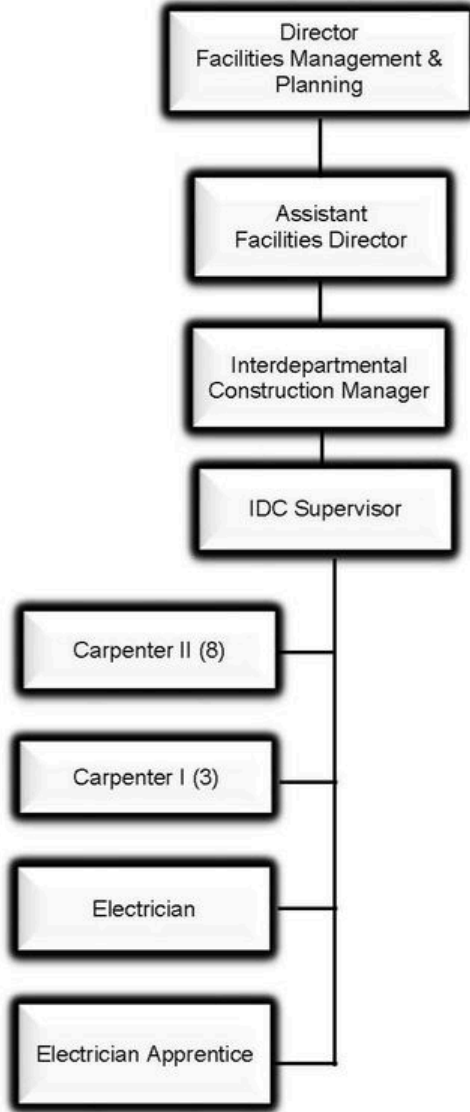 Director
Facilities Management &
Planning
Assistant
Facilities Director
Interdepartmental
Construction Manager
IDC Supervisor
Carpenter II (8)
Carpenter I (3)
Electrician
Electrician Apprentice